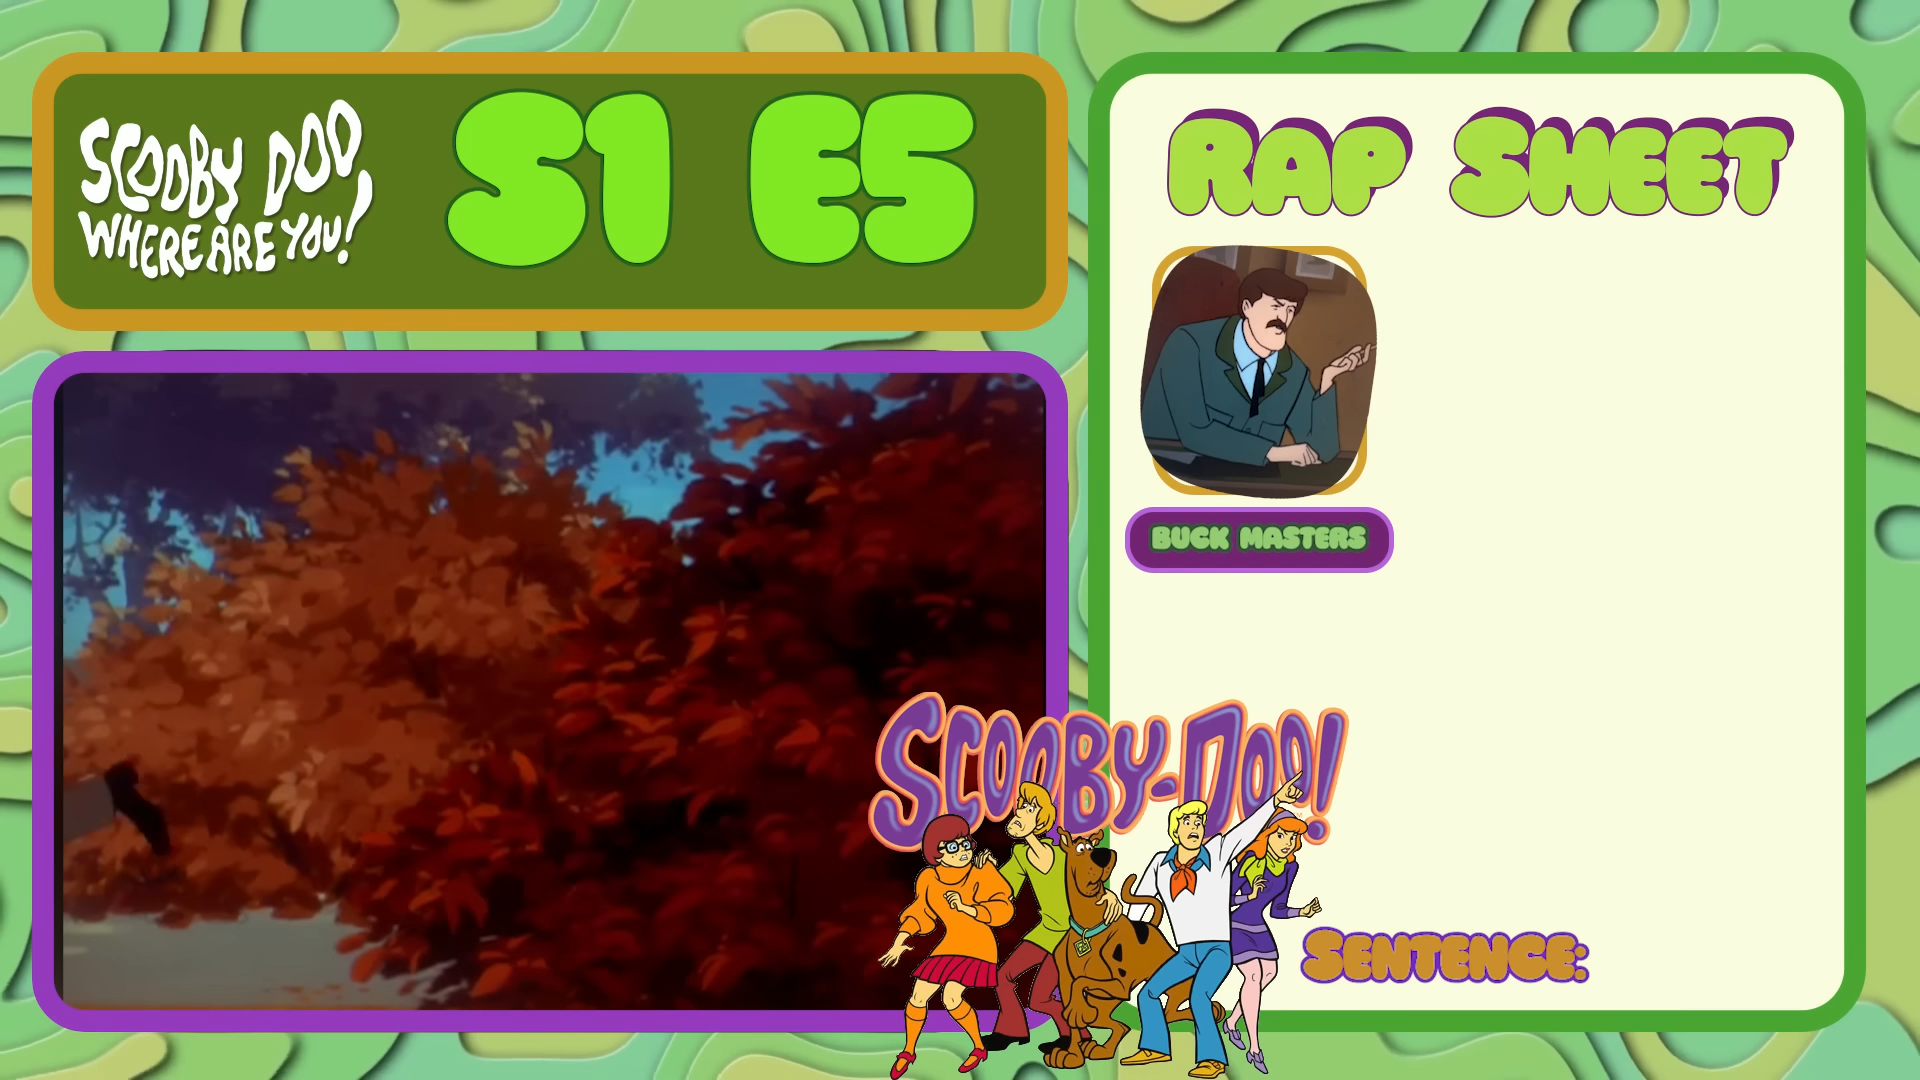 SCOOBY DOO
WHERE ARE YOU!
S1 E5
RAP SHEET
BUCK MASTERS
SCOOBY-DOO!
SENTENCE: